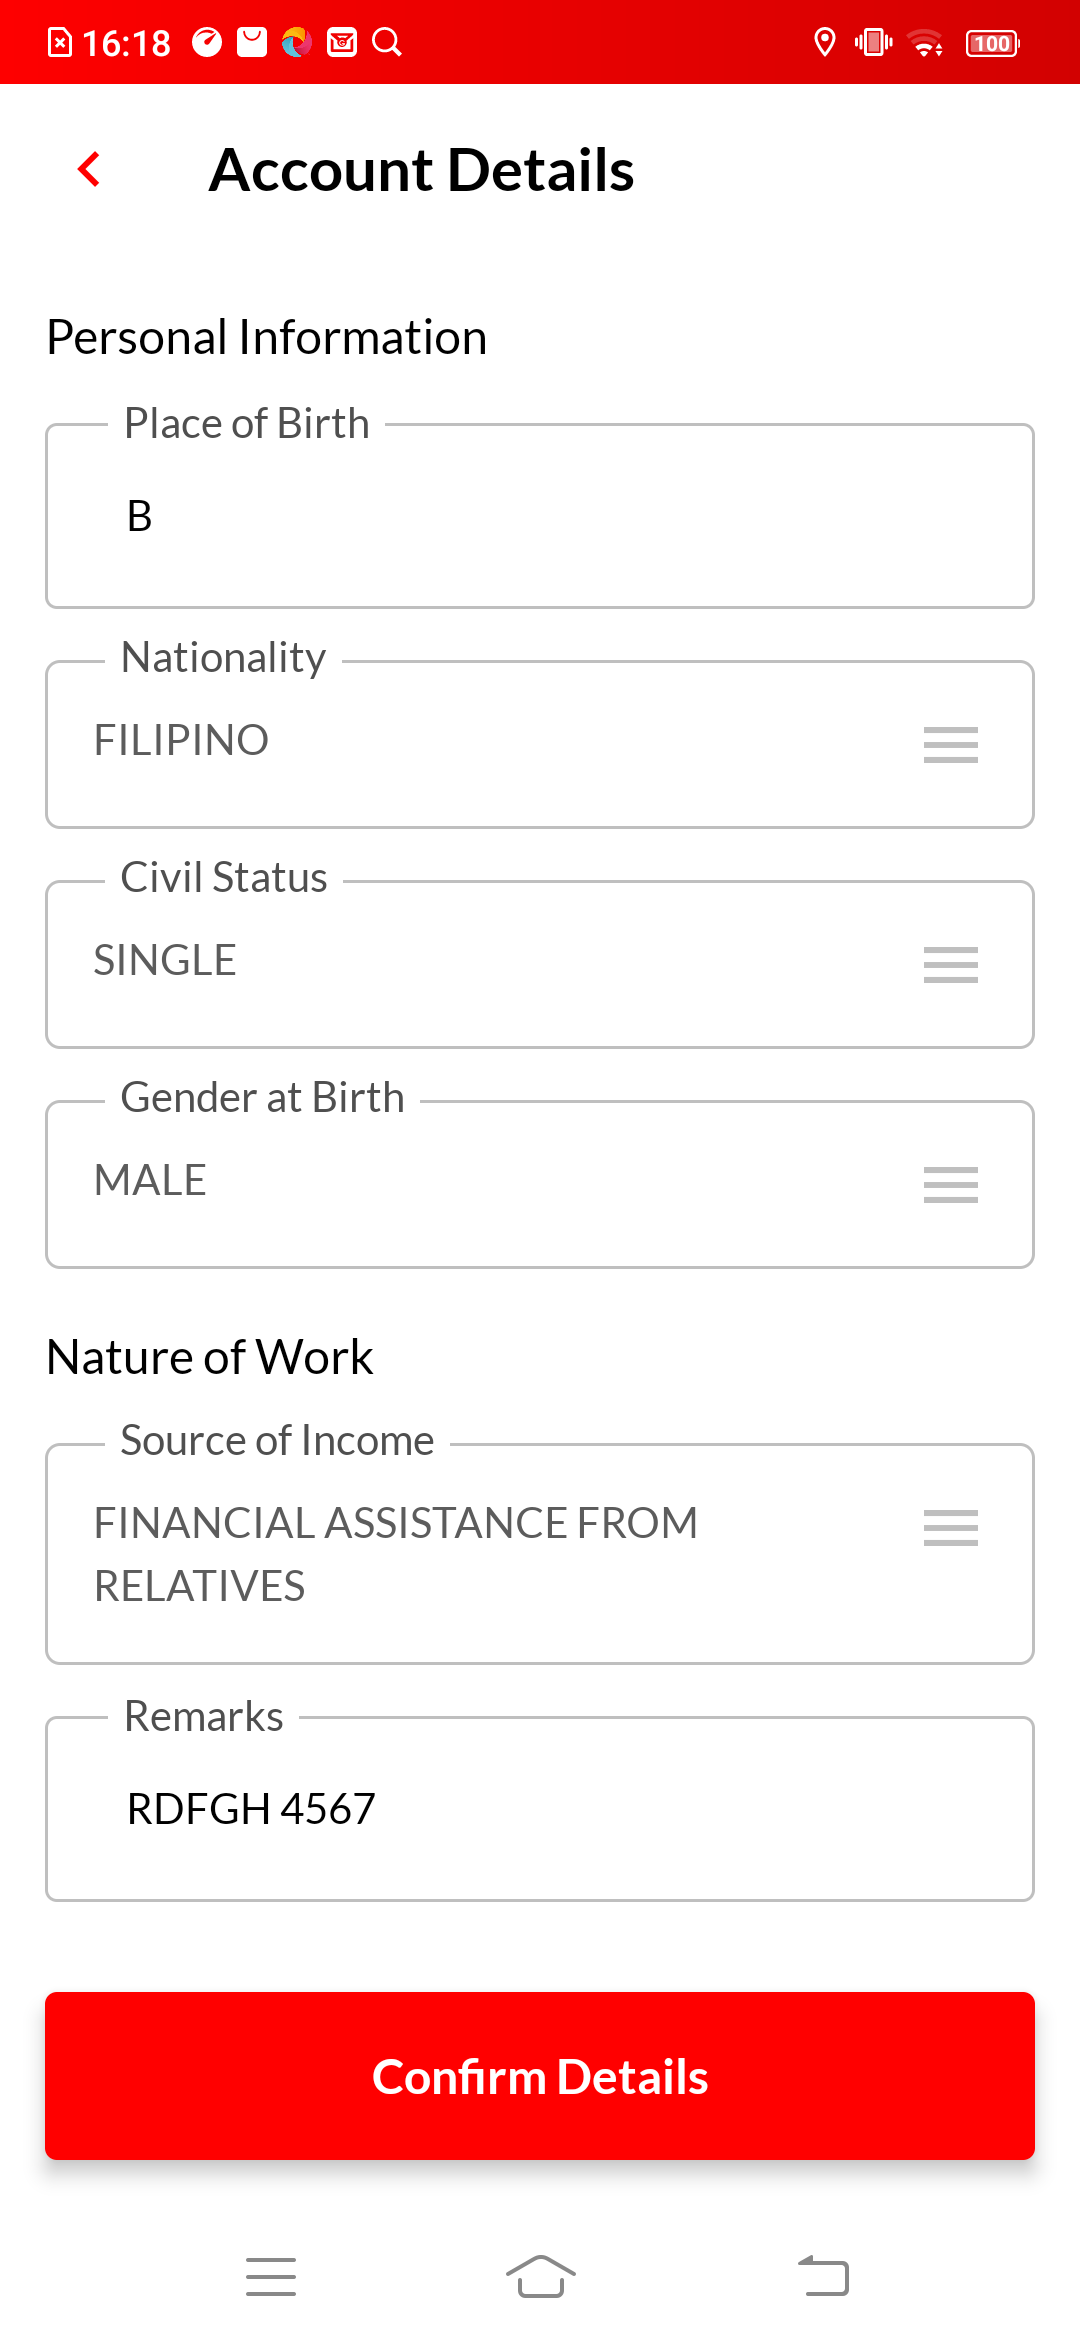 16:18
100
Account Details
Personal Information
Place of Birth
B
Nationality
FILIPINO
Civil Status
SINGLE
Gender at Birth
MALE
Nature of Work
Source of Income
FINANCIAL ASSISTANCE FROM
RELATIVES
Remarks
RDFGH 4567
Confirm Details